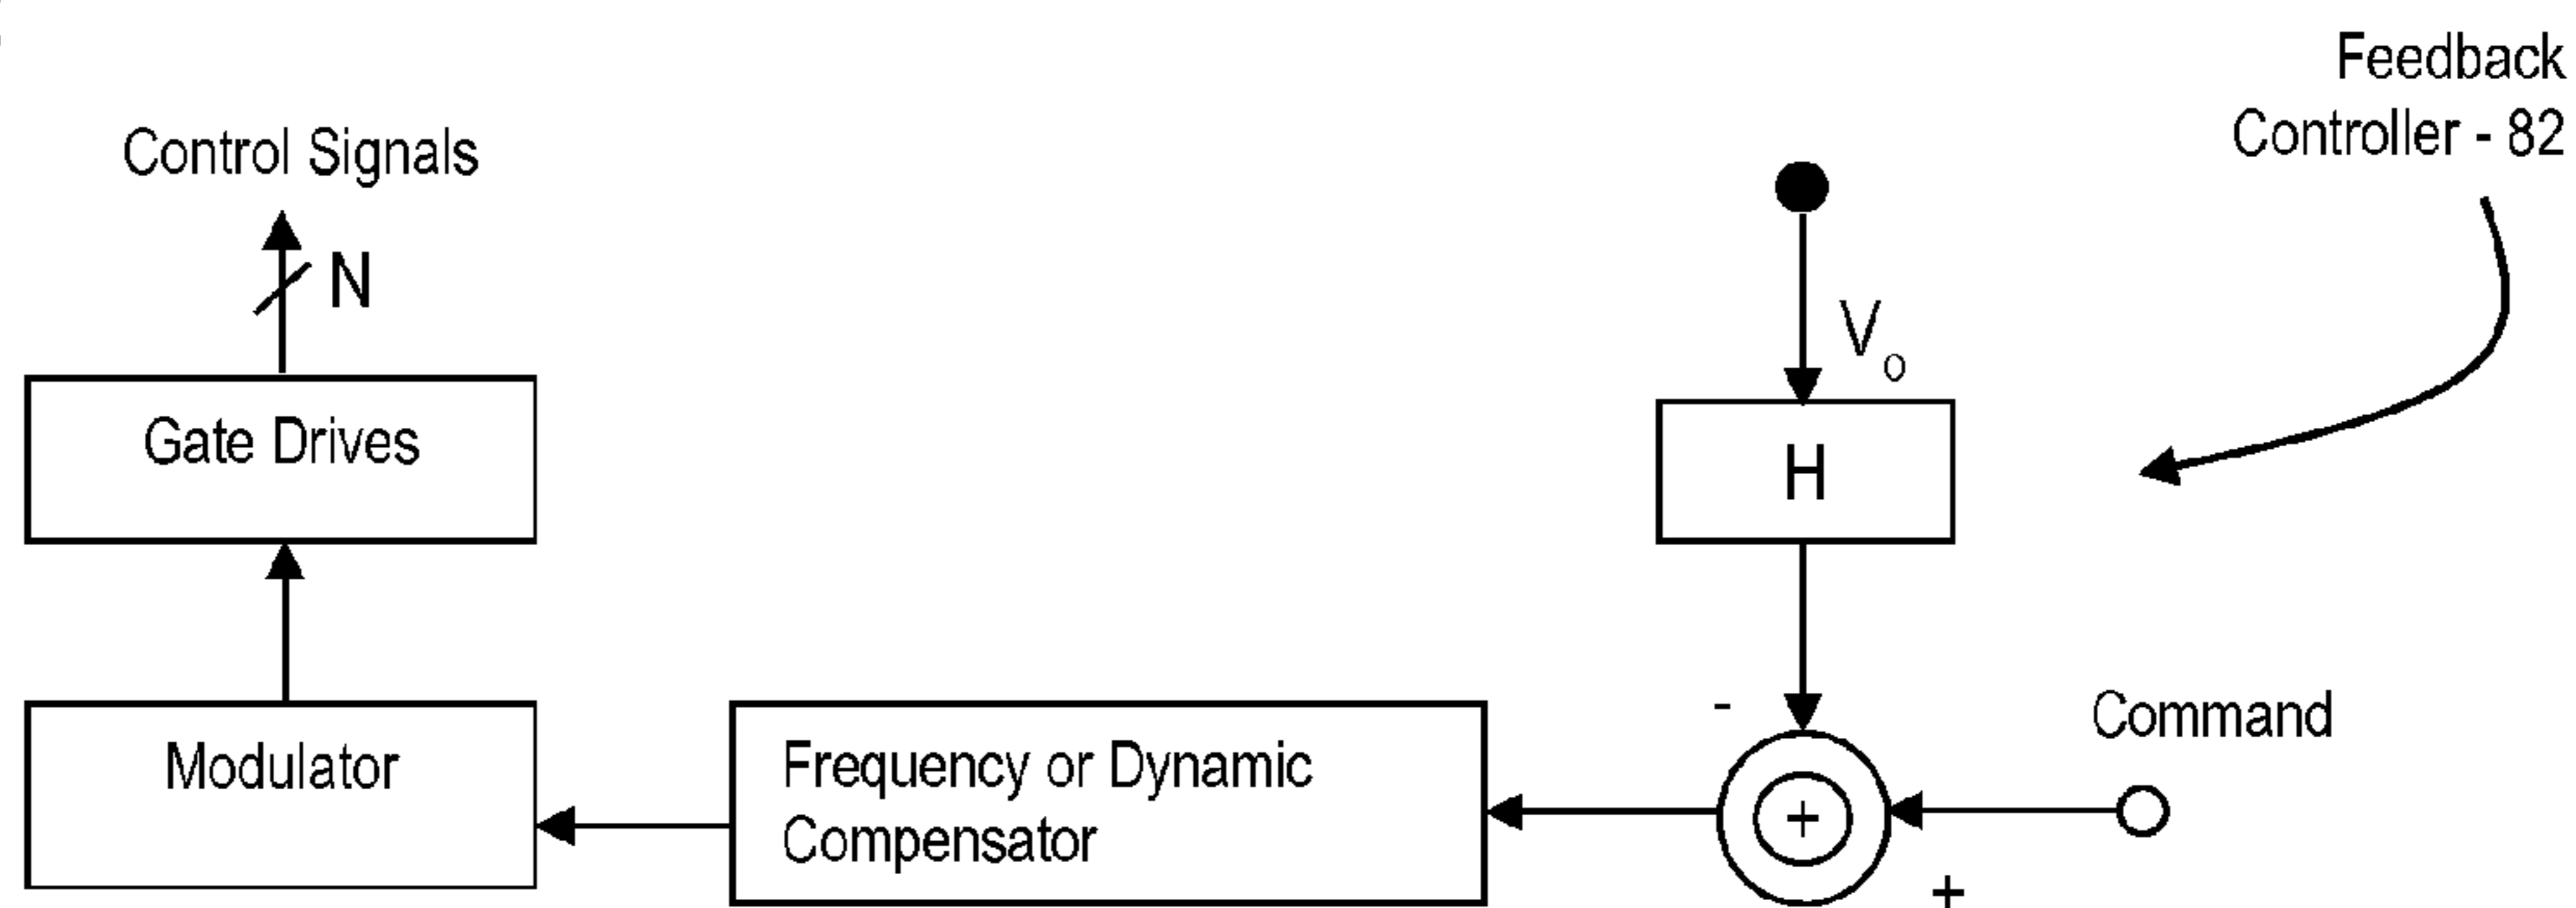 Feedback
Controller - 82
Control Signals
N
V
o
Gate Drives
H
-
Command
Modulator
Frequency or Dynamic
Compensator
+
+